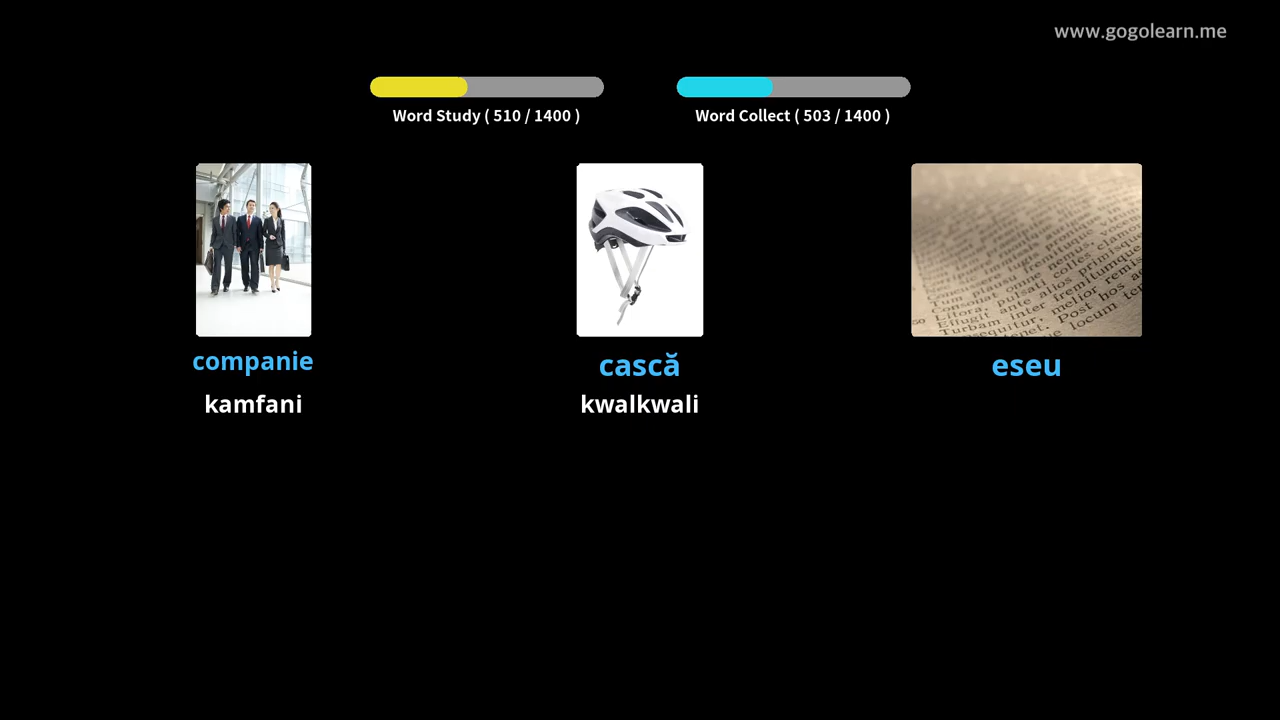 www.gogolearn.me
Word Study ( 510 / 1400 )
Word Collect ( 503 / 1400 )
companie
kamfani
cască
kwalkwali
eseu